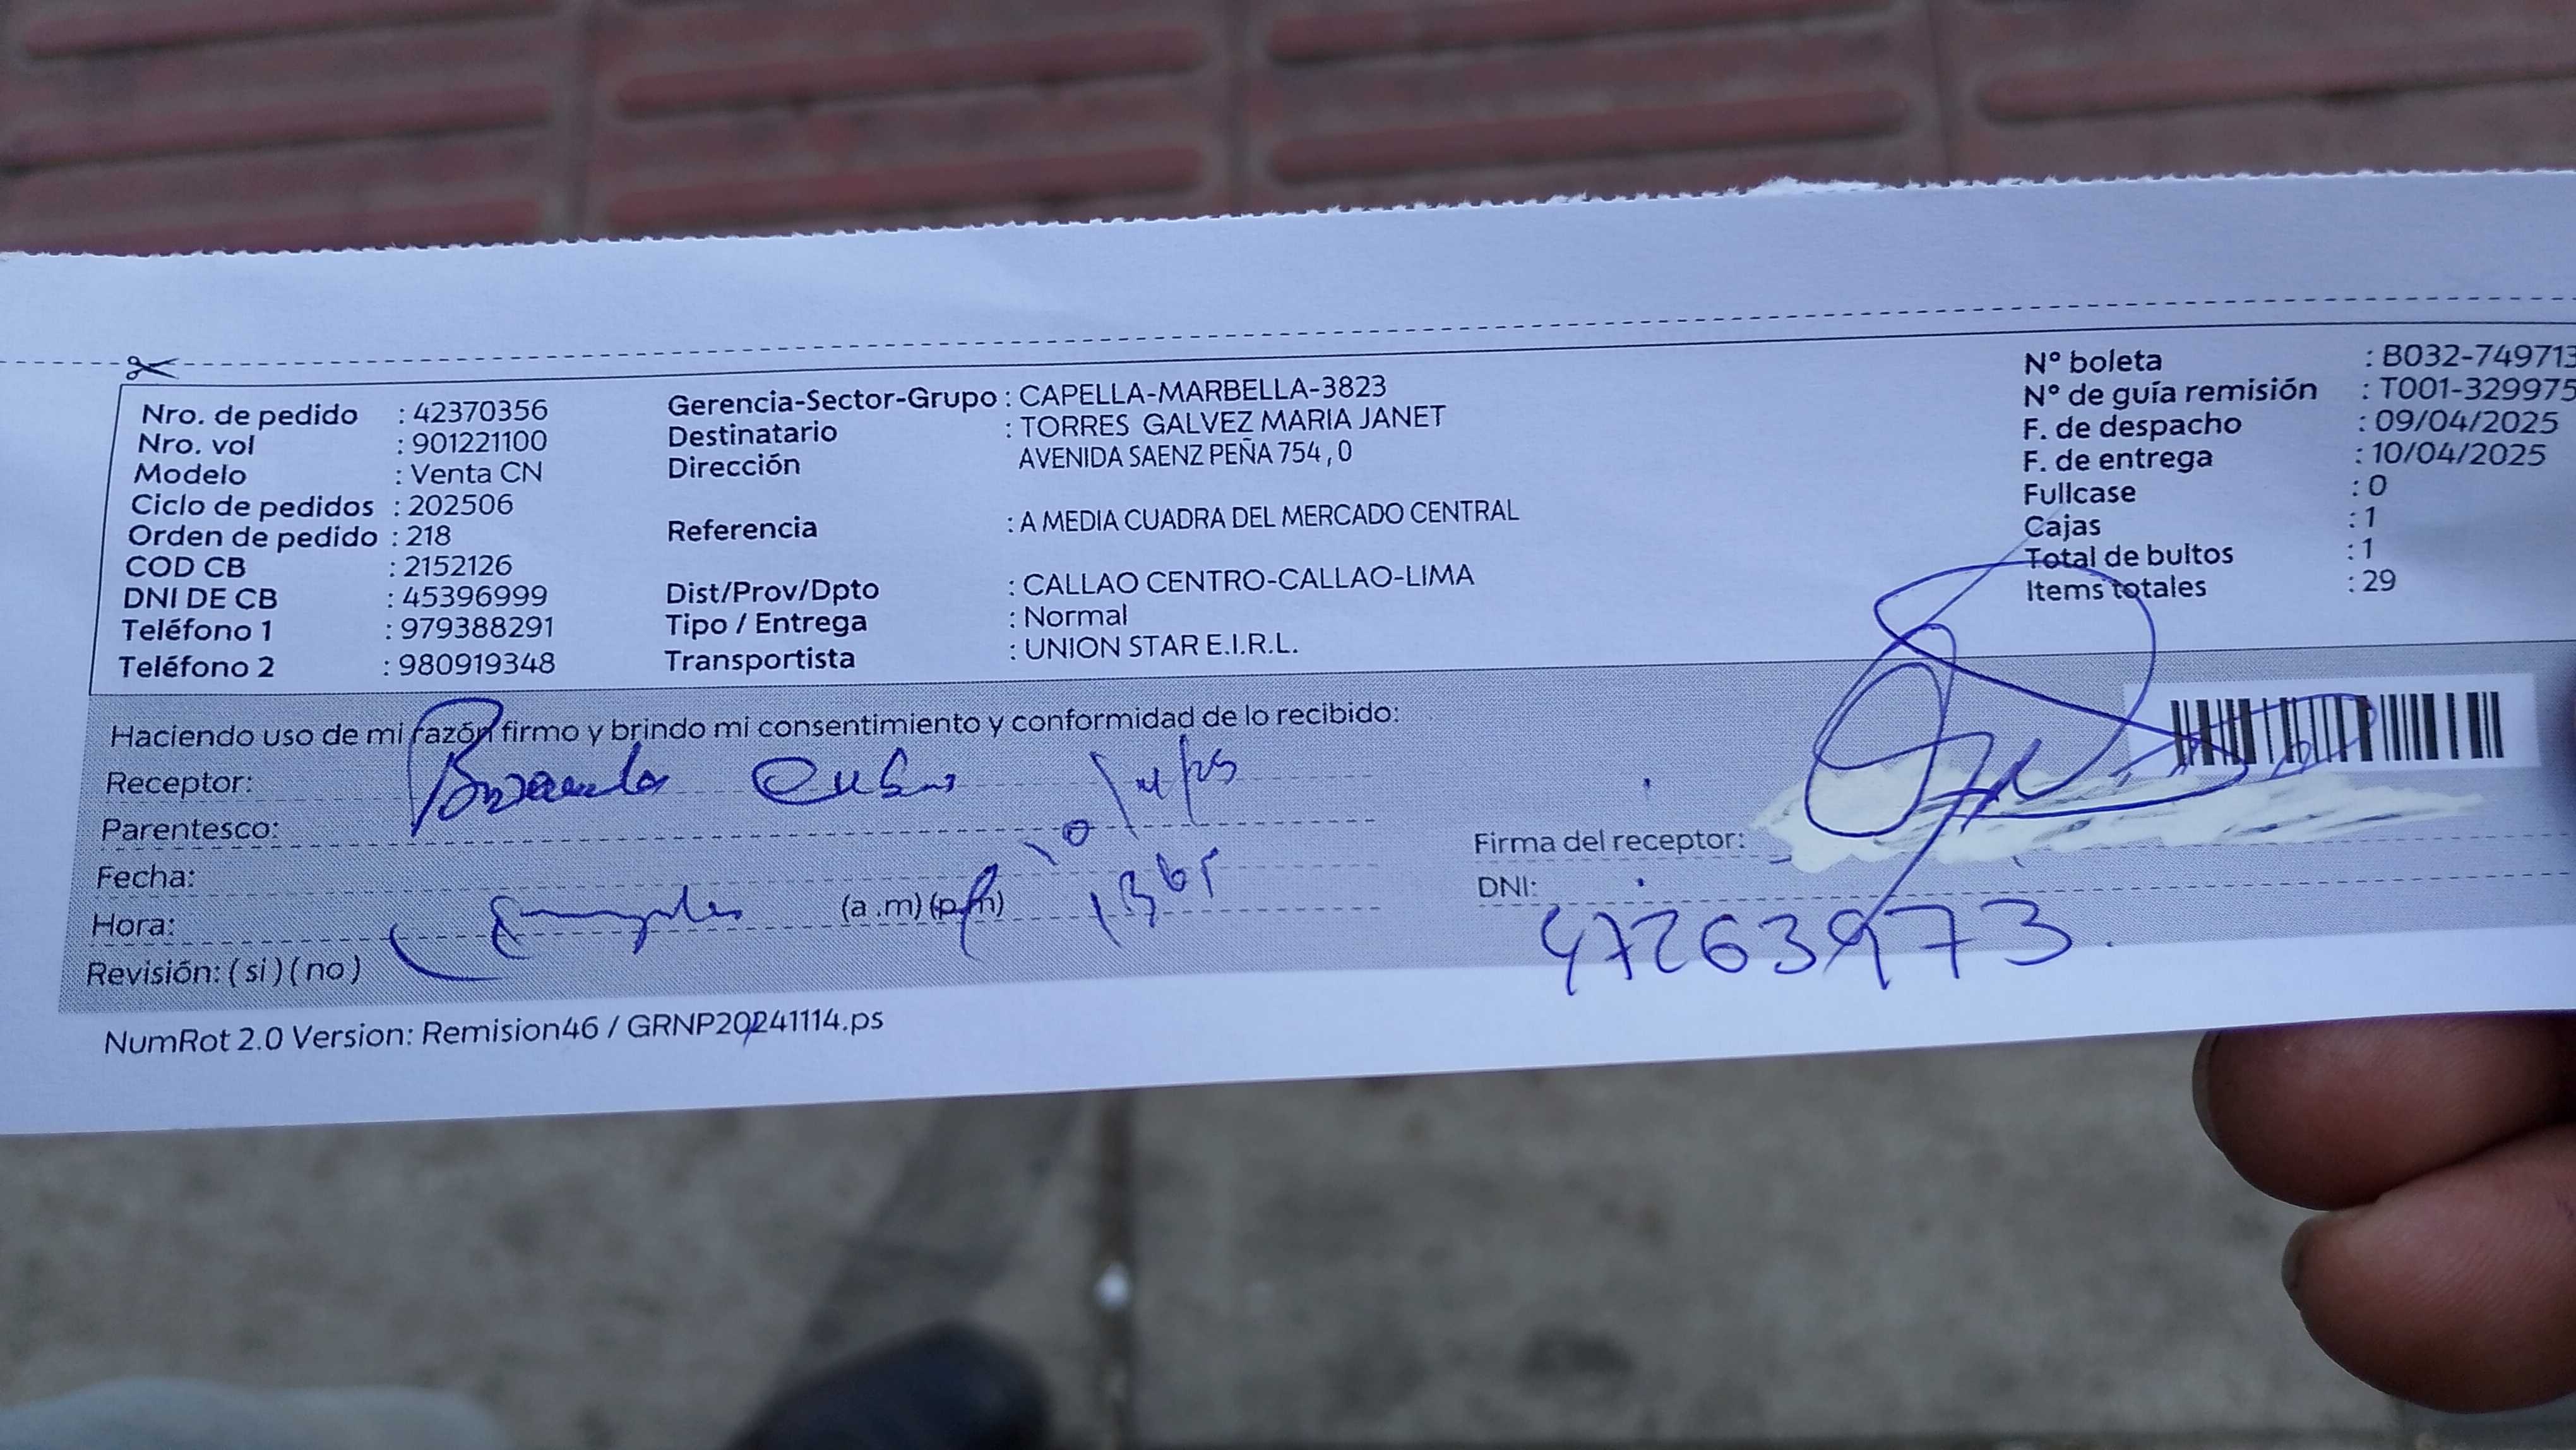 Nro. de pedido : 42370356
Nro. vol : 901221100
Modelo : Venta CN
Ciclo de pedidos : 202506
Orden de pedido : 218
COD CB : 2152126
DNI DE CB : 45396999
Teléfono 1 : 979388291
Teléfono 2 : 980919348
Gerencia-Sector-Grupo : CAPELLA-MARBELLA-3823
Destinatario : TORRES GALVEZ MARIA JANET
Dirección AVENIDA SAENZ PEÑA 754 , 0
Referencia : A MEDIA CUADRA DEL MERCADO CENTRAL
Dist/Prov/Dpto : CALLAO CENTRO-CALLAO-LIMA
Tipo / Entrega : Normal
Transportista : UNION STAR E.I.R.L.
Nº boleta : B032-749713
Nº de guía remisión : T001-329975
F. de despacho : 09/04/2025
F. de entrega : 10/04/2025
Fullcase : 0
Cajas : 1
Total de bultos : 1
Items totales : 29
Haciendo uso de mi razón firmo y brindo mi consentimiento y conformidad de lo recibido:
Receptor:
Parentesco:
Fecha:
Hora: (a .m) (p.m)
Revisión: ( si ) ( no )
Firma del receptor:
DNI:
47263973
NumRot 2.0 Version: Remision46 / GRNP20241114.ps